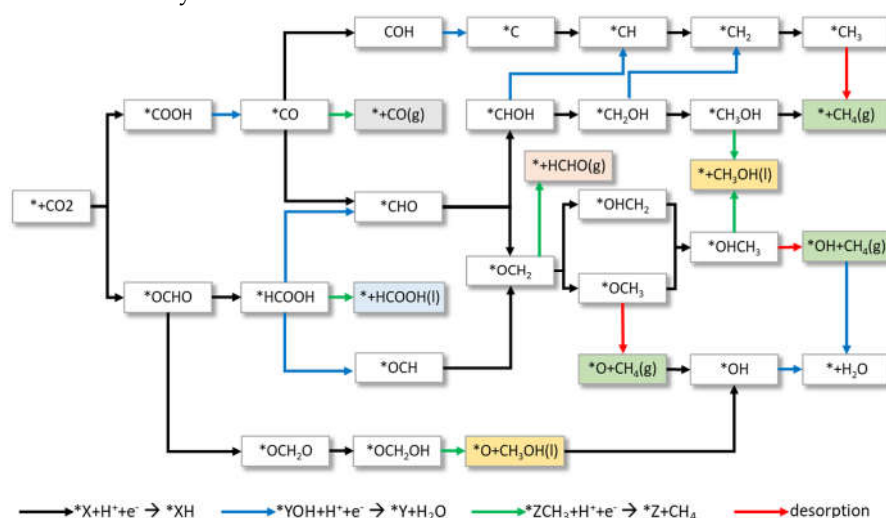 COH *C *CH *CH₂ *CH₃
*COOH *CO *+CO(g) *CHOH *CH₂OH *CH₃OH *+CH₄(g)
*+HCHO(g) *+CH₃OH(l)
*+CO2 *CHO *OHCH₂
*OCH₂ *OHCH₃ *OH+CH₄(g)
*OCHO *HCOOH *+HCOOH(l) *OCH₃
*OCH *O+CH₄(g) *OH *+H₂O
*OCH₂O *OCH₂OH *O+CH₃OH(l)
*X+H⁺+e⁻ → *XH *YOH+H⁺+e⁻ → *Y+H₂O *ZCH₃+H⁺+e⁻ → *Z+CH₄ desorption